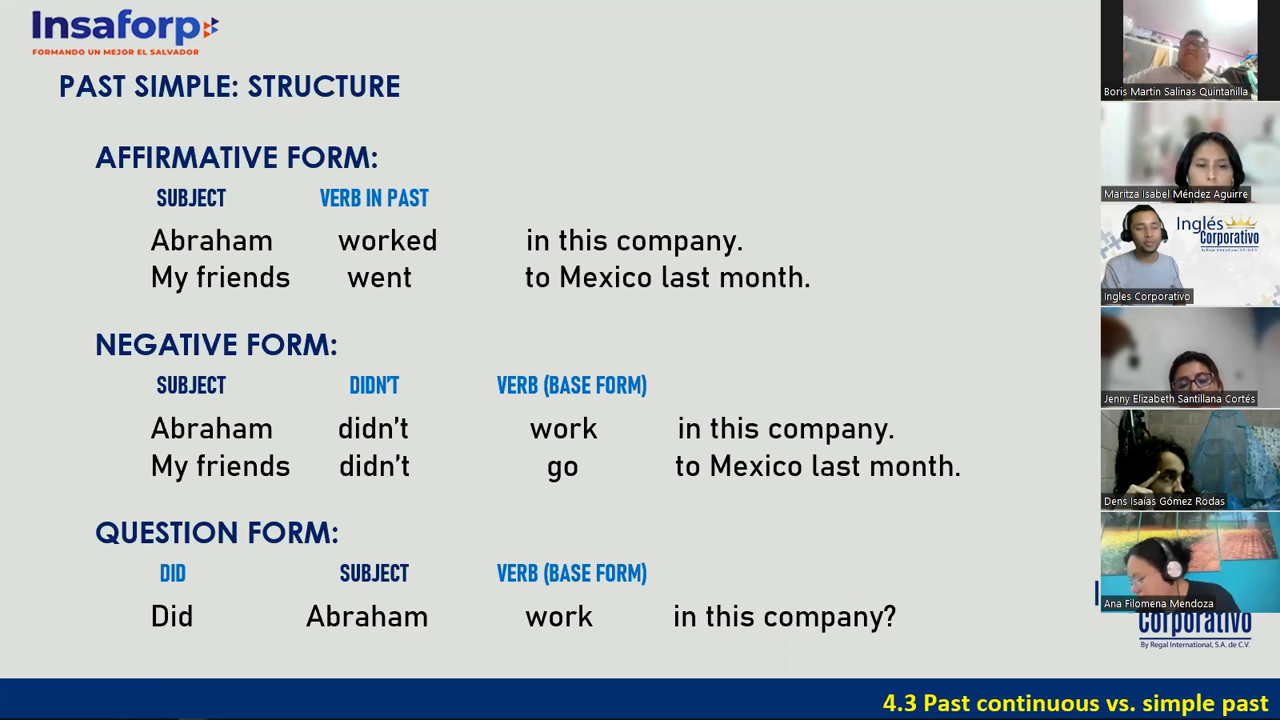 Insaforp
FORMANDO UN MEJOR EL SALVADOR
PAST SIMPLE: STRUCTURE
AFFIRMATIVE FORM:
SUBJECT VERB IN PAST
Abraham worked in this company.
My friends went to Mexico last month.
NEGATIVE FORM:
SUBJECT DIDN'T VERB (BASE FORM)
Abraham didn't work in this company.
My friends didn't go to Mexico last month.
QUESTION FORM:
DID SUBJECT VERB (BASE FORM)
Did Abraham work in this company?
Boris Martin Salinas Quintanilla
Maritza Isabel Méndez Aguirre
Inglés
Corporativo
By Regal International, S.A. de C.V.
Ingles Corporativo
Jenny Elizabeth Santillana Cortés
Dens Isaías Gómez Rodas
Ana Filomena Mendoza
Corporativo
By Regal International, S.A. de C.V.
4.3 Past continuous vs. simple past